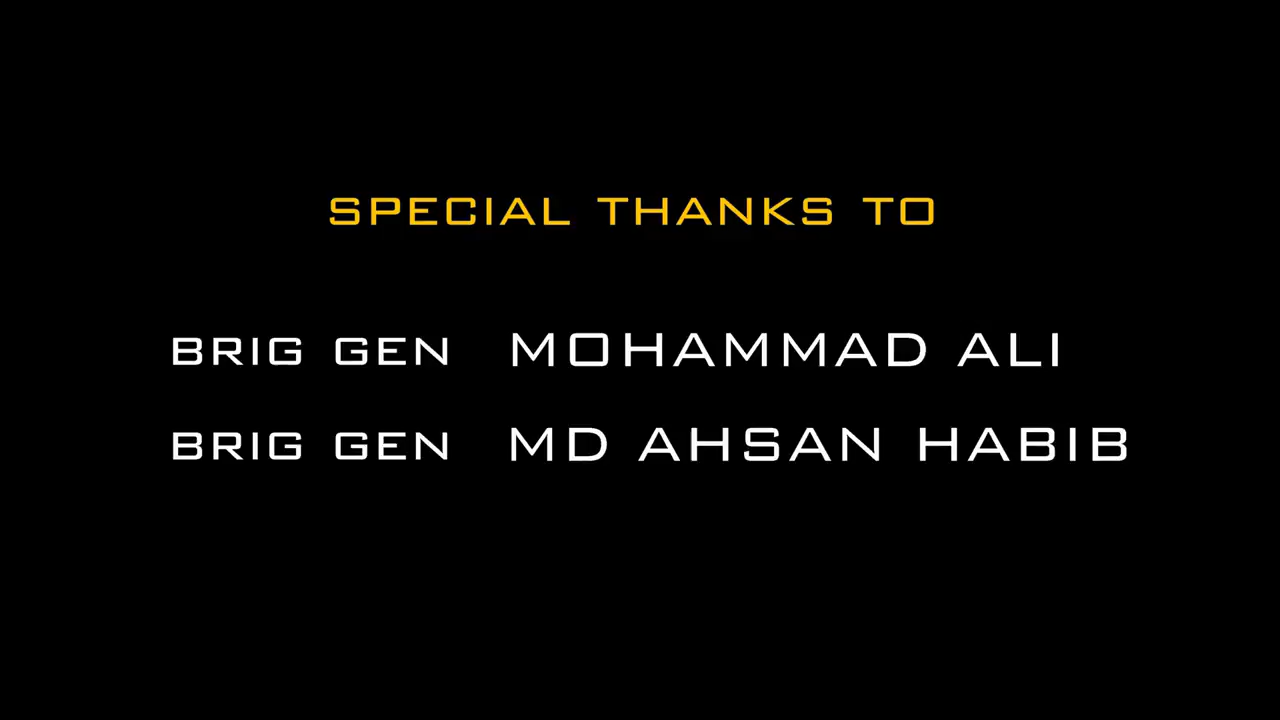 SPECIAL THANKS TO
BRIG GEN MOHAMMAD ALI
BRIG GEN MD AHSAN HABIB